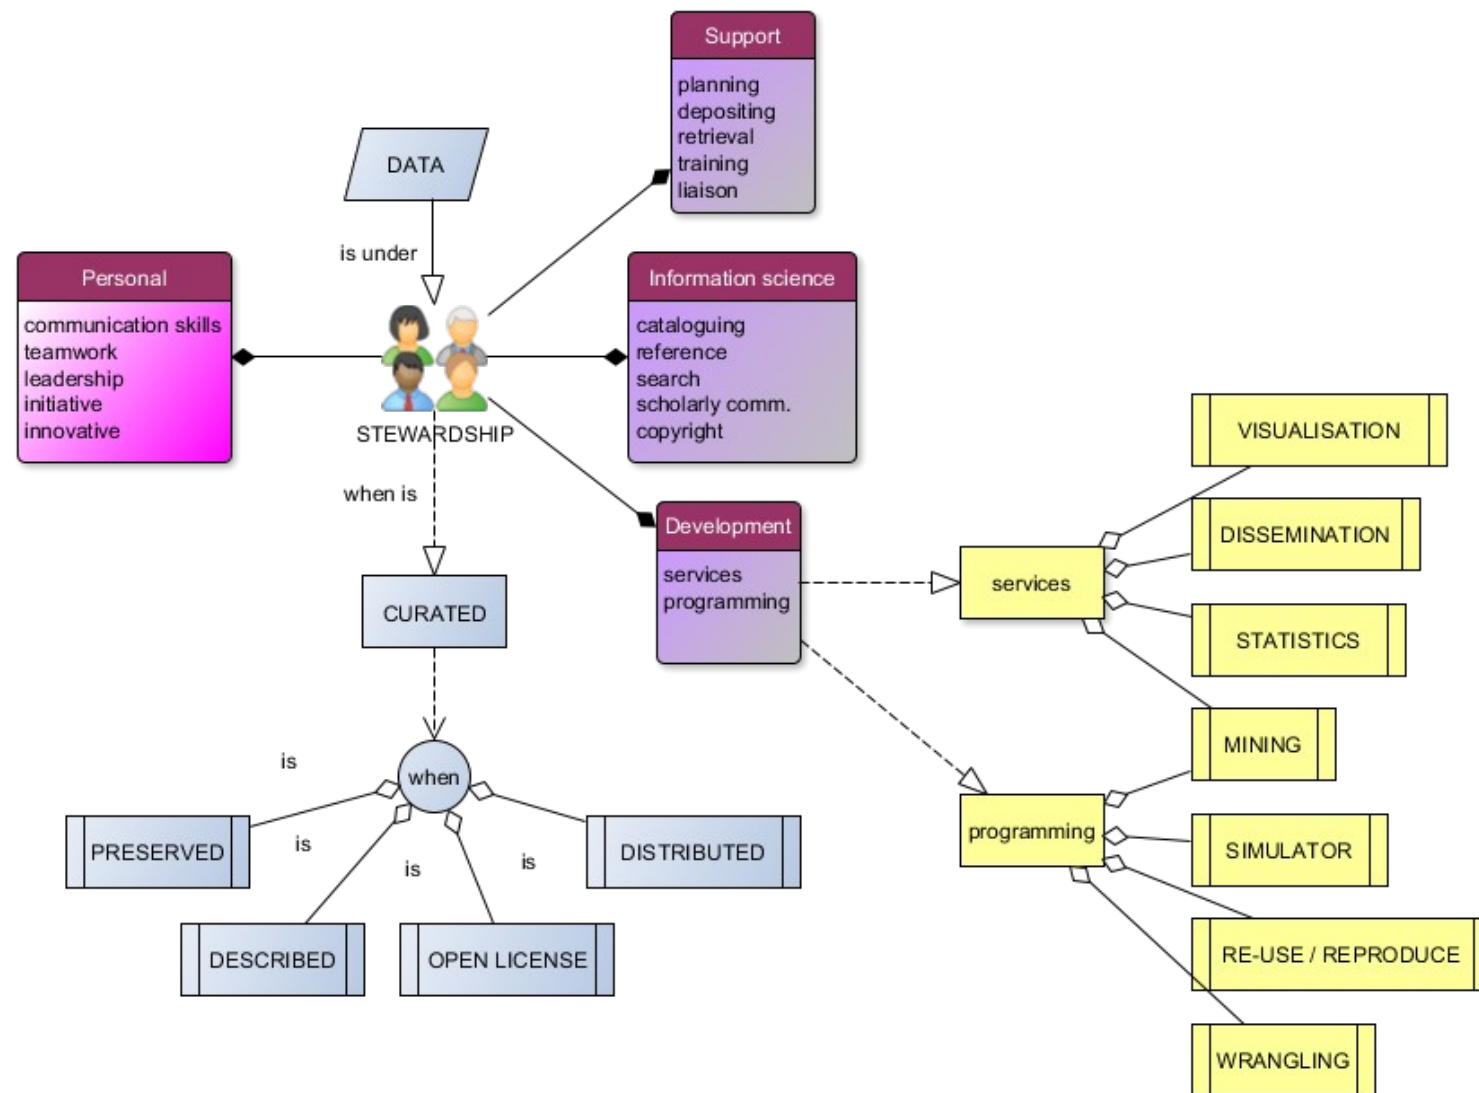 Support
planning
depositing
retrieval
training
liaison
DATA
is under
Personal
communication skills
teamwork
leadership
initiative
innovative
STEWARDSHIP
Information science
cataloguing
reference
search
scholarly comm.
copyright
when is
Development
services
programming
CURATED
when
is
is
is
is
PRESERVED
DESCRIBED
OPEN LICENSE
DISTRIBUTED
services
programming
VISUALISATION
DISSEMINATION
STATISTICS
MINING
SIMULATOR
RE-USE / REPRODUCE
WRANGLING